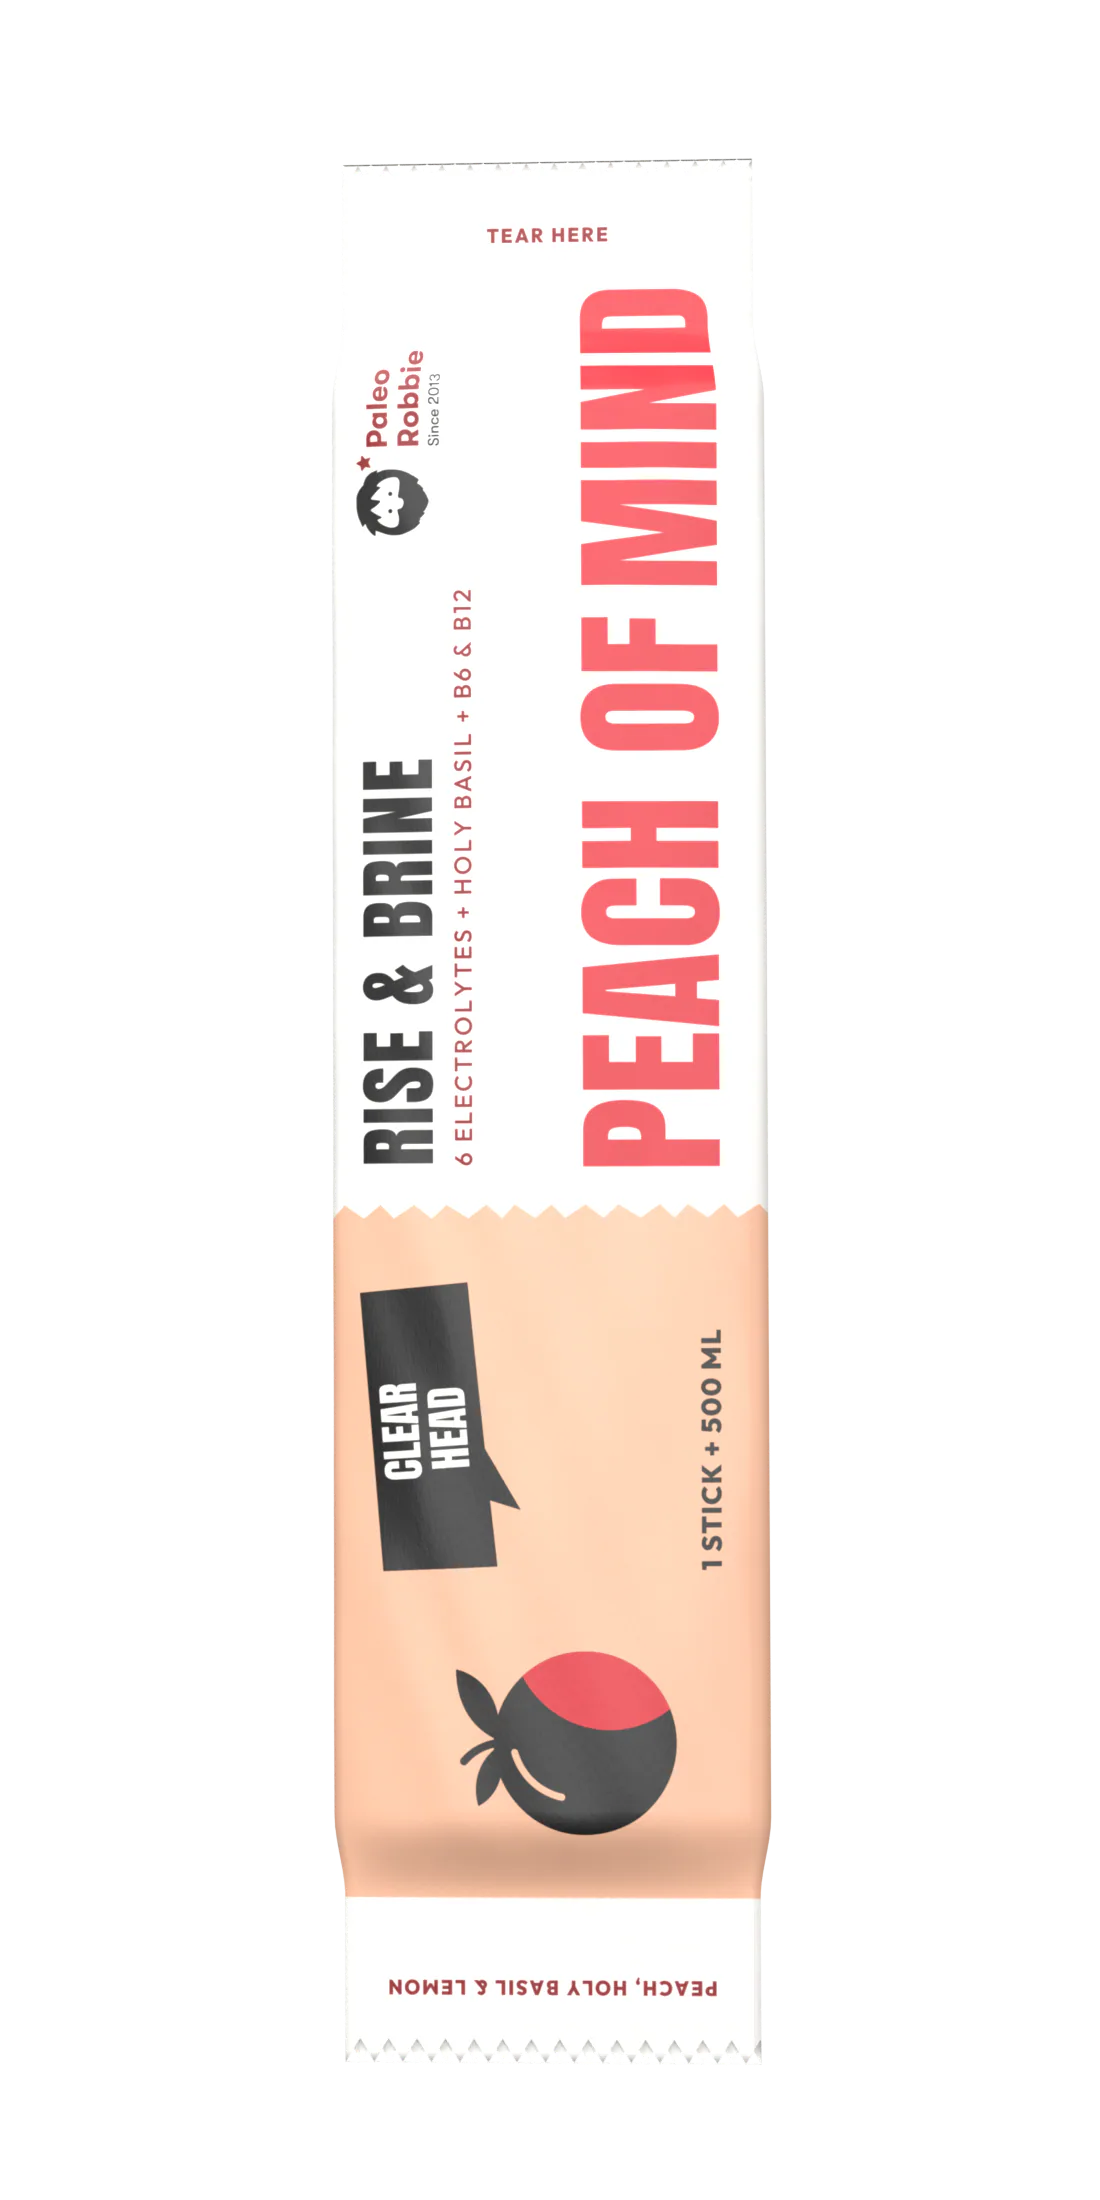 TEAR HERE
Paleo
Robbie
Since 2013
RISE & BRINE
6 ELECTROLYTES + HOLY BASIL + B6 & B12
PEACH OF MIND
CLEAR
HEAD
1 STICK + 500 ML
PEACH, HOLY BASIL & LEMON